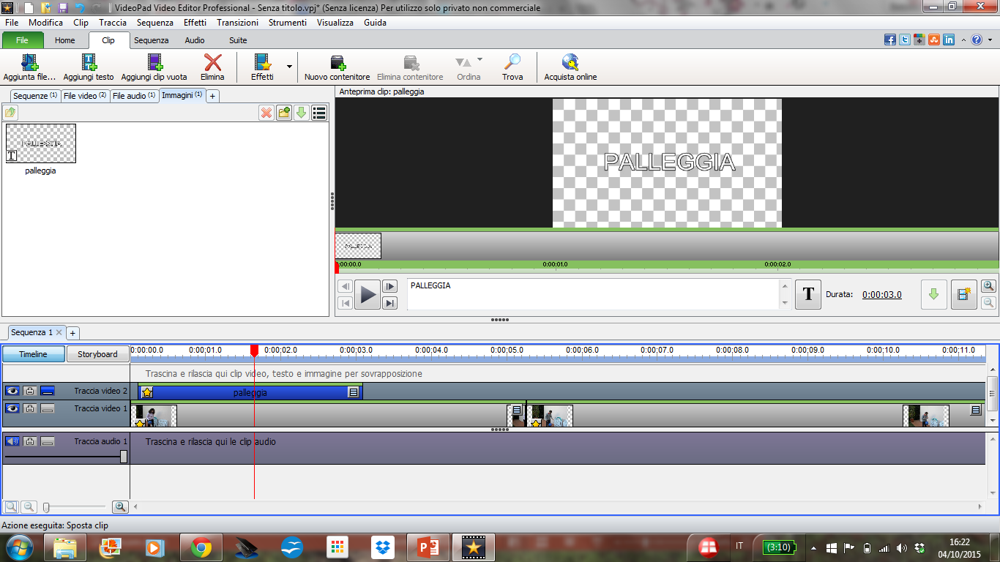 VideoPad Video Editor Professional - Senza titolo.vpj* (Senza licenza) Per utilizzo solo privato non commerciale
File Modifica Clip Traccia Sequenza Effetti Transizioni Strumenti Visualizza Guida
File Home Clip Sequenza Audio Suite
Aggiunta file... Aggiungi testo Aggiungi clip vuota Elimina Effetti Nuovo contenitore Elimina contenitore Ordina Trova Acquista online
Sequenze (1) File video (2) File audio (1) Immagini (1) +
Anteprima clip: palleggia
PALLEGGIA
T
palleggia
PALLEGGIA
PALLEGGIA
0:00:00.0 0:00:01.0 0:00:02.0
PALLEGGIA
T Durata: 0:00:03.0
Sequenza 1 +
Timeline Storyboard
0:00:00.0 0:00:01.0 0:00:02.0 0:00:03.0 0:00:04.0 0:00:05.0 0:00:06.0 0:00:07.0 0:00:08.0 0:00:09.0 0:00:10.0 0:00:11.0
Trascina e rilascia qui clip video, testo e immagine per sovrapposizione
Traccia video 2 palleggia
Traccia video 1
Traccia audio 1 Trascina e rilascia qui le clip audio
Azione eseguita: Sposta clip
IT (3:10) 16:22
04/10/2015